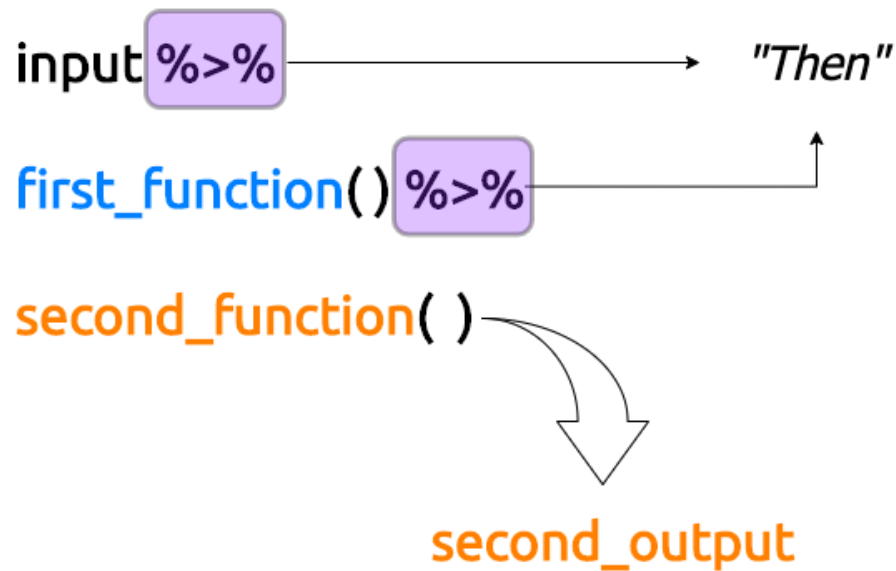 input %>% "Then"
first_function() %>%
second_function( )
second_output